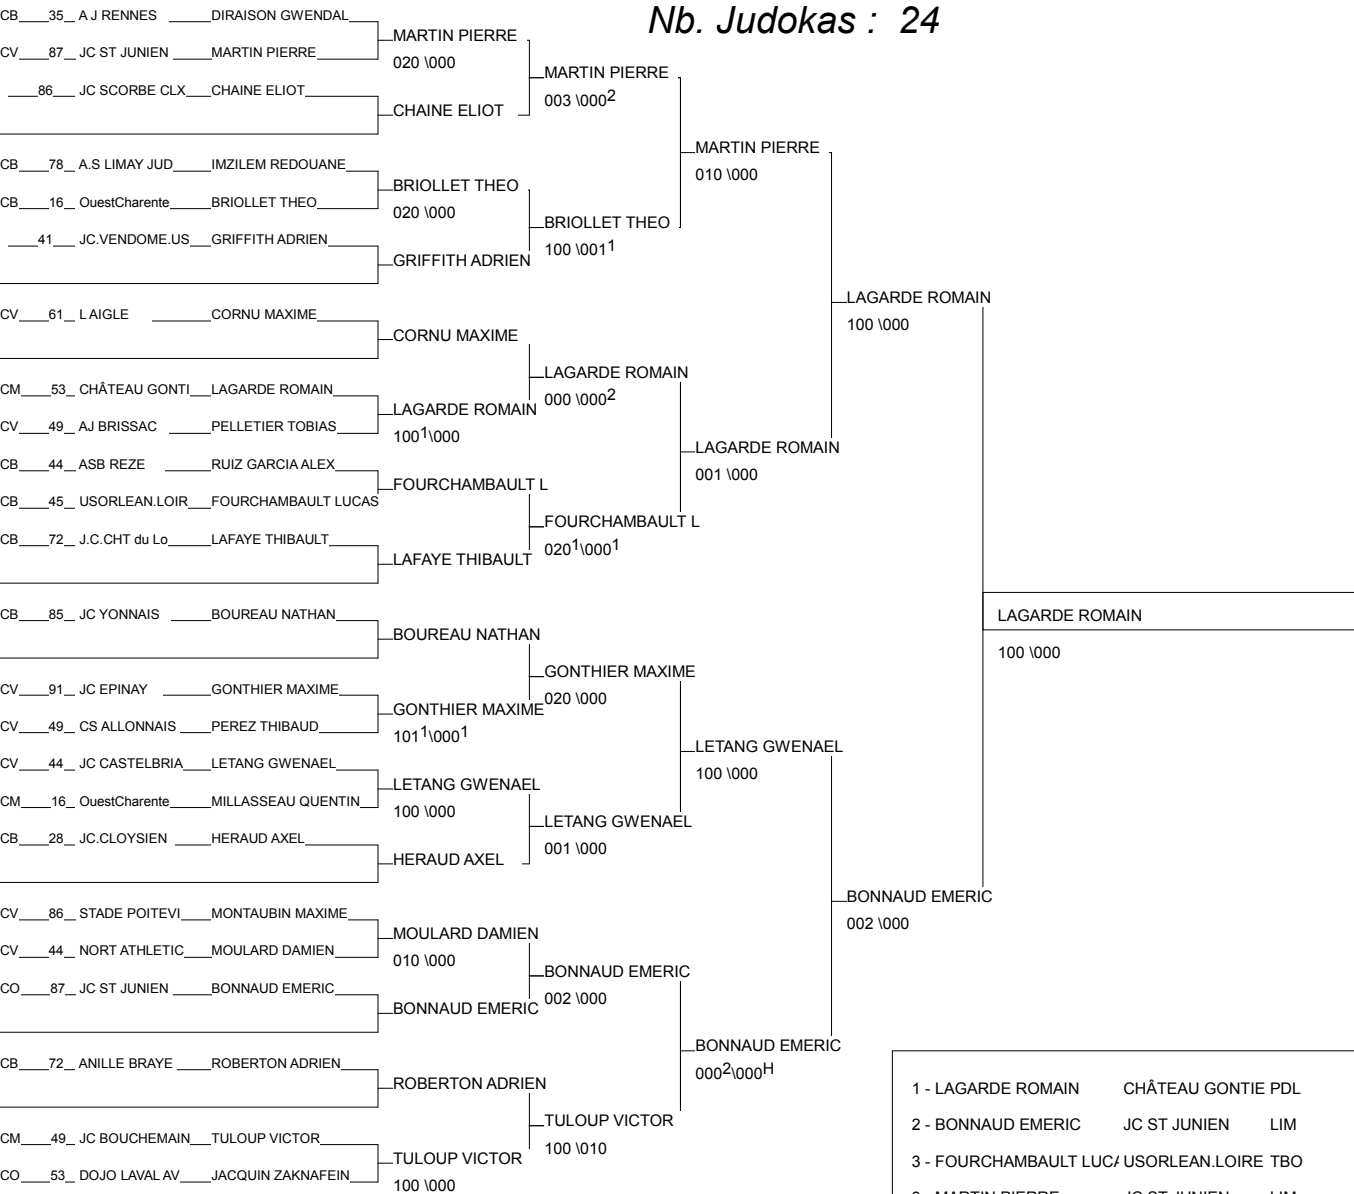 Nb. Judokas : 24
CB 35 A J RENNES DIRAISON GWENDAL
CV 87 JC ST JUNIEN MARTIN PIERRE
86 JC SCORBE CLX CHAINE ELIOT
CB 78 A.S LIMAY JUD IMZILEM REDOUANE
CB 16 OuestCharente BRIOLLET THEO
41 JC.VENDOME.US GRIFFITH ADRIEN
CV 61 L AIGLE CORNU MAXIME
CM 53 CHÂTEAU GONTI LAGARDE ROMAIN
CV 49 AJ BRISSAC PELLETIER TOBIAS
CB 44 ASB REZE RUIZ GARCIA ALEX
CB 45 USORLEAN.LOIR FOURCHAMBAULT LUCAS
CB 72 J.C.CHT du Lo LAFAYE THIBAULT
CB 85 JC YONNAIS BOUREAU NATHAN
CV 91 JC EPINAY GONTHIER MAXIME
CV 49 CS ALLONNAIS PEREZ THIBAUD
CV 44 JC CASTELBRIA LETANG GWENAEL
CM 16 OuestCharente MILLASSEAU QUENTIN
CB 28 JC.CLOYSIEN HERAUD AXEL
CV 86 STADE POITEVI MONTAUBIN MAXIME
CV 44 NORT ATHLETIC MOULARD DAMIEN
CO 87 JC ST JUNIEN BONNAUD EMERIC
CB 72 ANILLE BRAYE ROBERTON ADRIEN
CM 49 JC BOUCHEMAIN TULOUP VICTOR
CO 53 DOJO LAVAL AV JACQUIN ZAKNAFEIN
MARTIN PIERRE
020 \000
CHAINE ELIOT
BRIOLLET THEO
020 \000
GRIFFITH ADRIEN
CORNU MAXIME
LAGARDE ROMAIN
1001\000
FOURCHAMBAULT L
LAFAYE THIBAULT
BOUREAU NATHAN
GONTHIER MAXIME
1011\0001
LETANG GWENAEL
100 \000
HERAUD AXEL
MOULARD DAMIEN
010 \000
BONNAUD EMERIC
ROBERTON ADRIEN
TULOUP VICTOR
100 \000
MARTIN PIERRE
003 \0002
BRIOLLET THEO
100 \0011
LAGARDE ROMAIN
000 \0002
FOURCHAMBAULT L
0201\0001
GONTHIER MAXIME
020 \000
LETANG GWENAEL
001 \000
BONNAUD EMERIC
002 \000
TULOUP VICTOR
100 \010
MARTIN PIERRE
010 \000
LAGARDE ROMAIN
001 \000
LETANG GWENAEL
100 \000
BONNAUD EMERIC
0002\000H
LAGARDE ROMAIN
100 \000
BONNAUD EMERIC
002 \000
LAGARDE ROMAIN
100 \000
1 - LAGARDE ROMAIN CHÂTEAU GONTIE PDL
2 - BONNAUD EMERIC JC ST JUNIEN LIM
3 - FOURCHAMBAULT LUCA USORLEAN.LOIRE TBO
3 - MARTIN PIERRE JC ST JUNIEN LIM